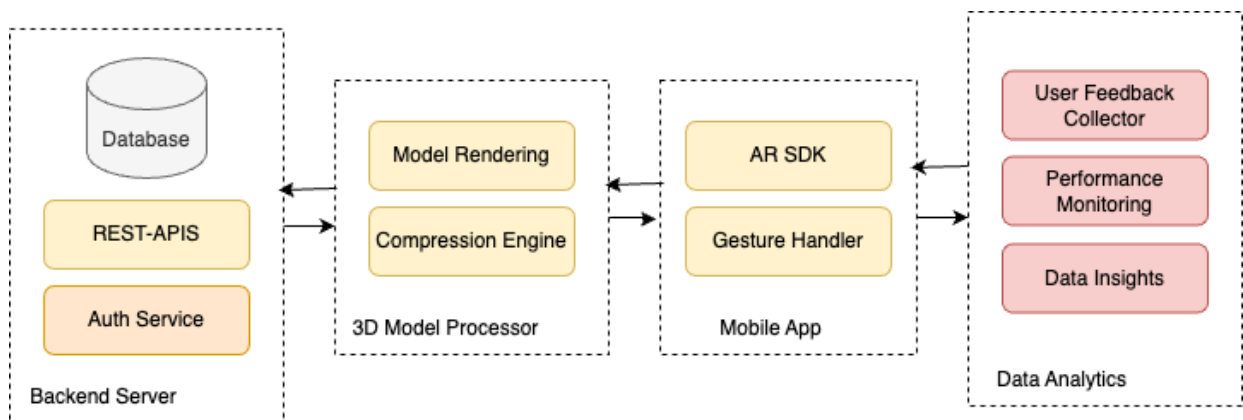 Database
REST-APIS
Auth Service
Backend Server
Model Rendering
Compression Engine
3D Model Processor
AR SDK
Gesture Handler
Mobile App
User Feedback
Collector
Performance
Monitoring
Data Insights
Data Analytics